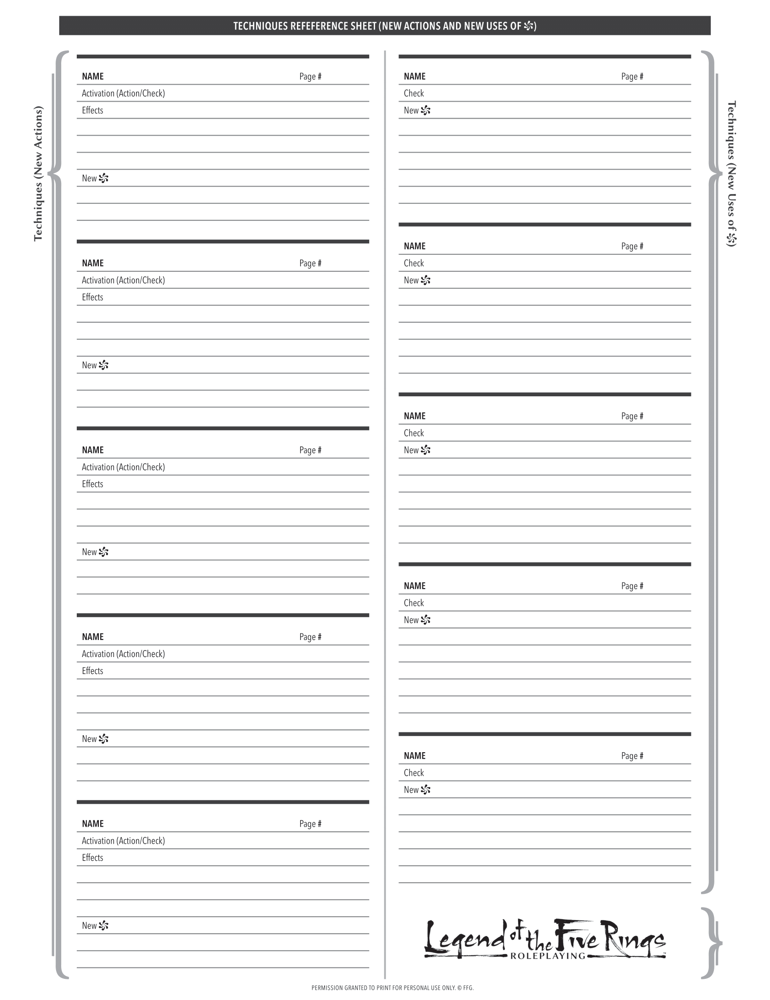 TECHNIQUES REFEFERENCE SHEET (NEW ACTIONS AND NEW USES OF )
Techniques (New Actions)
NAME Page #
Activation (Action/Check)
Effects
New
NAME Page #
Activation (Action/Check)
Effects
New
NAME Page #
Activation (Action/Check)
Effects
New
NAME Page #
Activation (Action/Check)
Effects
New
NAME Page #
Activation (Action/Check)
Effects
New
NAME Page #
Check
New
NAME Page #
Check
New
NAME Page #
Check
New
NAME Page #
Check
New
NAME Page #
Check
New
Techniques (New Uses of )
Legend of the Five Rings
ROLEPLAYING™
PERMISSION GRANTED TO PRINT FOR PERSONAL USE ONLY. © FFG.